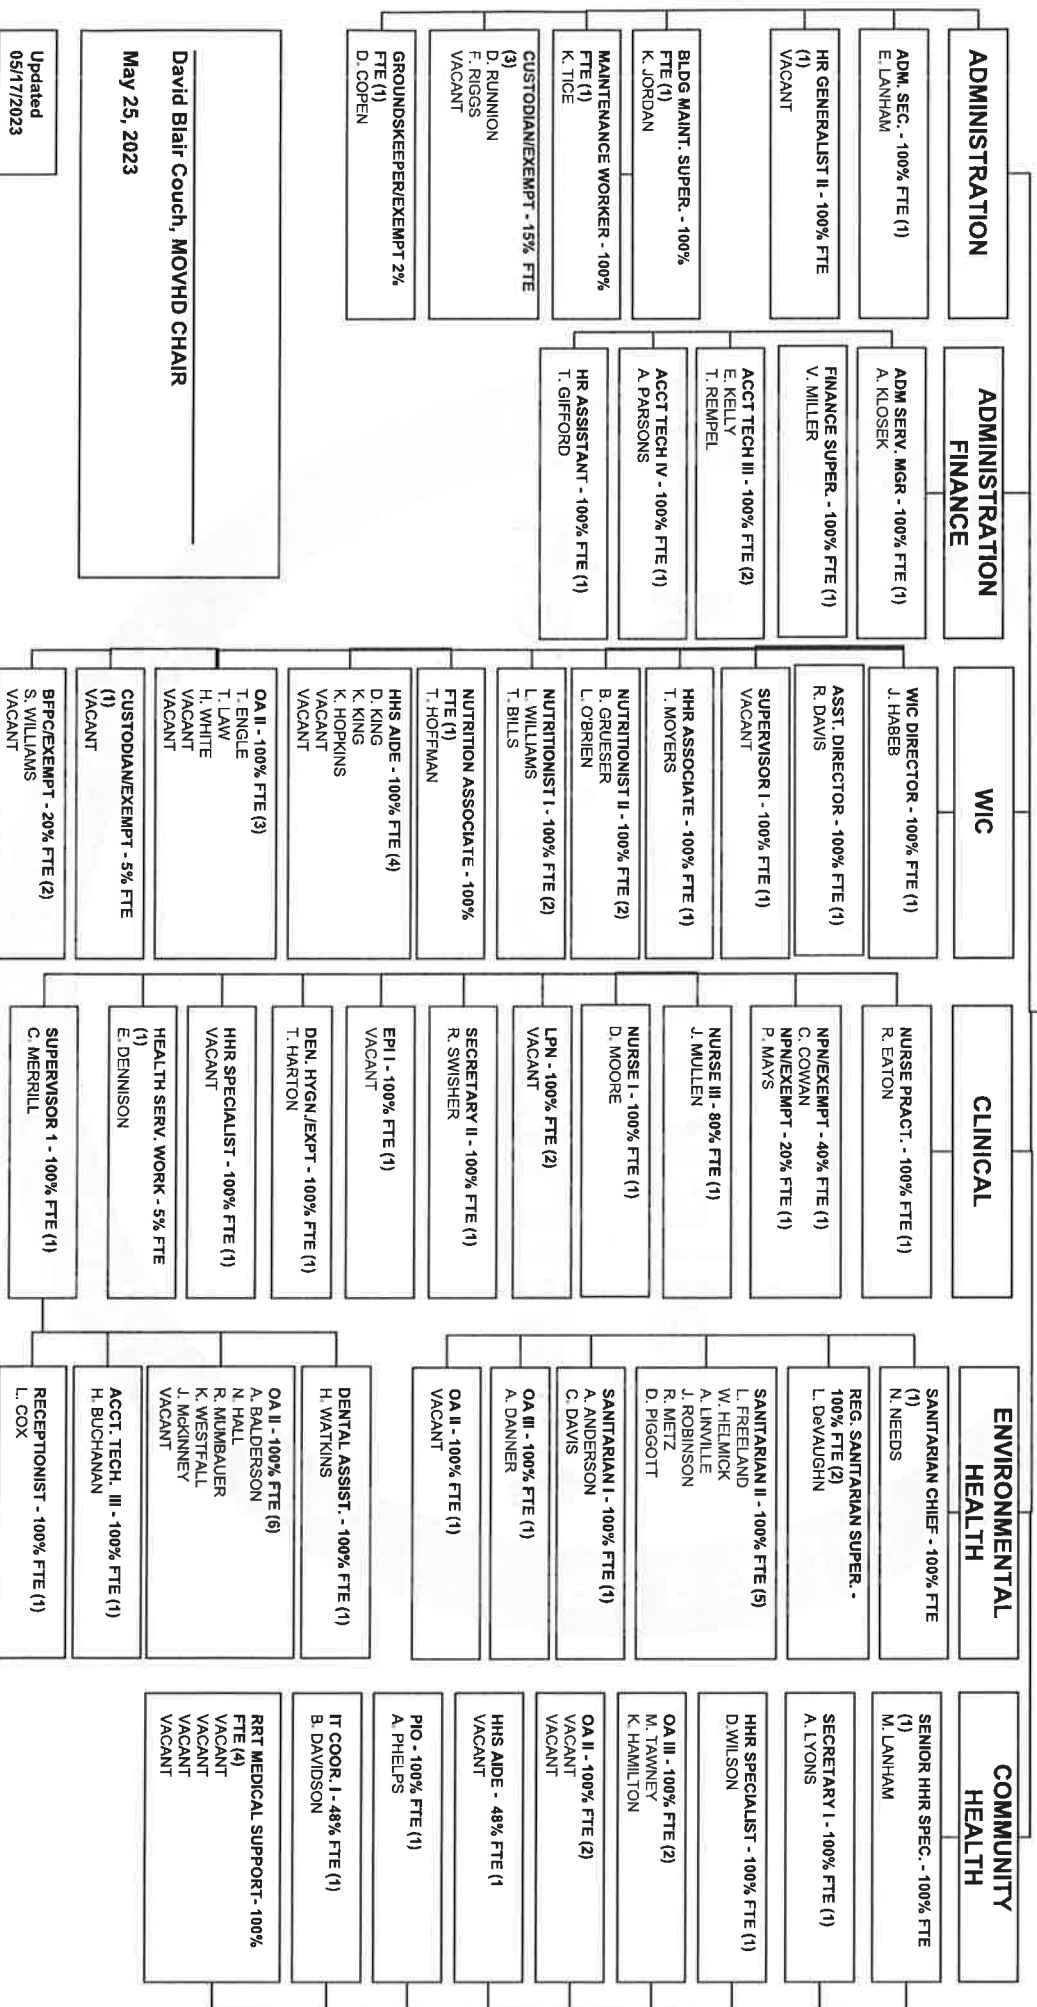 ADMINISTRATION
ADM. SEC. - 100% FTE (1)
E. LANHAM
HR GENERALIST II - 100% FTE
(1)
VACANT
BLDG MAINT. SUPER. - 100%
FTE (1)
K. JORDAN
MAINTENANCE WORKER - 100%
FTE (1)
K. TICE
CUSTODIAN/EXEMPT - 15% FTE
(3)
D. RUNNION
F. RIGGS
VACANT
GROUNDSKEEPER/EXEMPT 2%
FTE (1)
D. COPEN
ADMINISTRATION
FINANCE
ADM SERV. MGR - 100% FTE (1)
A. KLOSEK
FINANCE SUPER. - 100% FTE (1)
V. MILLER
ACCT TECH III - 100% FTE (2)
E. KELLY
T. REMPEL
ACCT TECH IV - 100% FTE (1)
A. PARSONS
HR ASSISTANT - 100% FTE (1)
T. GIFFORD
WIC
WIC DIRECTOR - 100% FTE (1)
J. HABEB
ASST. DIRECTOR - 100% FTE (1)
R. DAVIS
SUPERVISOR I - 100% FTE (1)
VACANT
HHR ASSOCIATE - 100% FTE (1)
T. MOYERS
NUTRITIONIST II - 100% FTE (2)
B. GRUESER
L. O'BRIEN
NUTRITIONIST I - 100% FTE (2)
L. WILLIAMS
T. BILLS
NUTRITION ASSOCIATE - 100%
FTE (1)
T. HOFFMAN
HHS AIDE - 100% FTE (4)
D. KING
K. KING
K. HOPKINS
VACANT
VACANT
OA II - 100% FTE (3)
T. ENGLE
T. LAW
H. WHITE
VACANT
VACANT
CUSTODIAN/EXEMPT - 5% FTE
(1)
VACANT
BFPC/EXEMPT - 20% FTE (2)
S. WILLIAMS
VACANT
CLINICAL
NURSE PRACT. - 100% FTE (1)
R. EATON
NPN/EXEMPT - 40% FTE (1)
C. COWAN
NPN/EXEMPT - 20% FTE (1)
P. MAYS
NURSE III - 80% FTE (1)
J. MULLEN
NURSE I - 100% FTE (1)
D. MOORE
LPN - 100% FTE (2)
VACANT
SECRETARY II - 100% FTE (1)
R. SWISHER
EPI I - 100% FTE (1)
VACANT
DEN. HYGN./EXPT - 100% FTE (1)
T. HARTON
HHR SPECIALIST - 100% FTE (1)
VACANT
HEALTH SERV. WORK - 5% FTE
(1)
E. DENNISON
SUPERVISOR 1 - 100% FTE (1)
C. MERRILL
ENVIRONMENTAL
HEALTH
SANITARIAN CHIEF - 100% FTE
(1)
N. NEEDS
REG. SANITARIAN SUPER. -
100% FTE (2)
L. DeVAUGHN
SANITARIAN II - 100% FTE (5)
L. FREELAND
W. HELMICK
A. LINVILLE
J. ROBINSON
R. METZ
D. PIGGOTT
SANITARIAN I - 100% FTE (1)
A. ANDERSON
C. DAVIS
OA III - 100% FTE (1)
A. DANNER
OA II - 100% FTE (1)
VACANT
DENTAL ASSIST. - 100% FTE (1)
H. WATKINS
OA II - 100% FTE (6)
A. BALDERSON
N. HALL
R. MUMBAUER
K. WESTFALL
J. McKINNEY
VACANT
ACCT. TECH. III - 100% FTE (1)
H. BUCHANAN
RECEPTIONIST - 100% FTE (1)
L. COX
COMMUNITY
HEALTH
SENIOR HHR SPEC. - 100% FTE
(1)
M. LANHAM
SECRETARY I - 100% FTE (1)
A. LYONS
HHR SPECIALIST - 100% FTE (1)
D.WILSON
OA III - 100% FTE (2)
M. TAWNEY
K. HAMILTON
OA II - 100% FTE (2)
VACANT
VACANT
HHS AIDE - 48% FTE (1
VACANT
PIO - 100% FTE (1)
A. PHELPS
IT COOR. I - 48% FTE (1)
B. DAVIDSON
RRT MEDICAL SUPPORT- 100%
FTE (4)
VACANT
VACANT
VACANT
VACANT
David Blair Couch, MOVHD CHAIR
May 25, 2023
Updated
05/17/2023